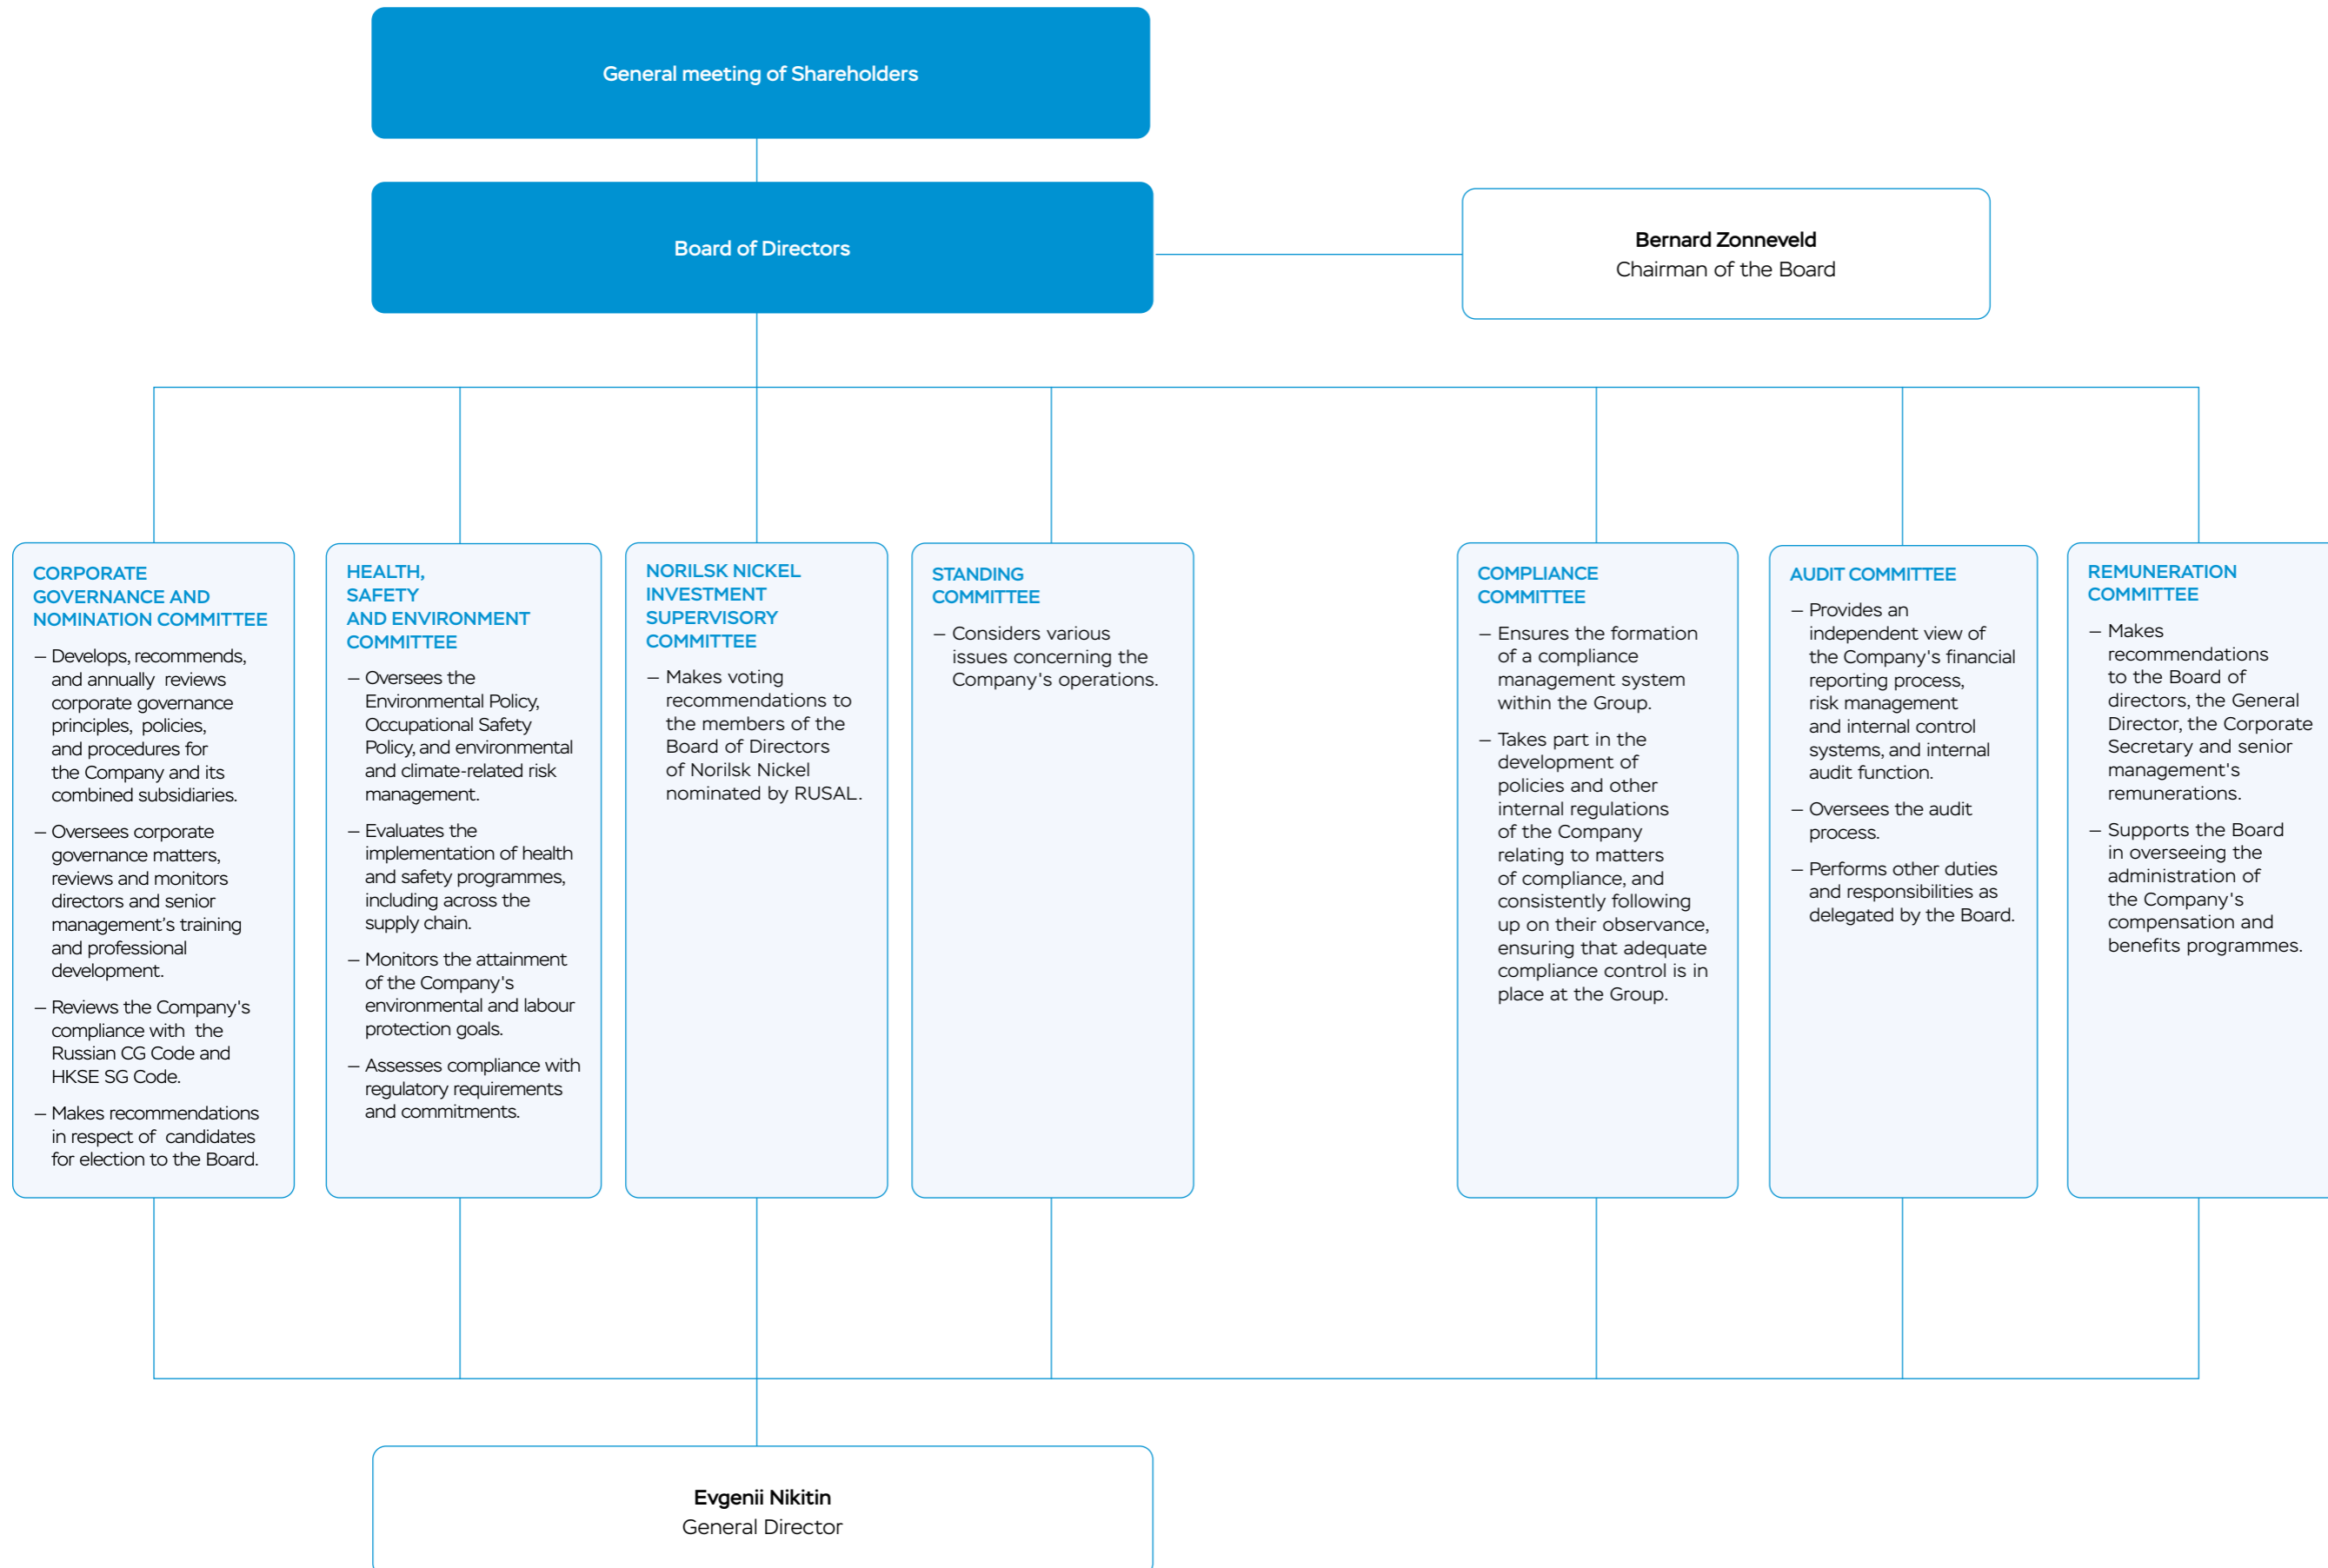 General meeting of Shareholders
Board of Directors
Bernard Zonneveld
Chairman of the Board
CORPORATE
GOVERNANCE AND
NOMINATION COMMITTEE
– Develops, recommends,
and annually reviews
corporate governance
principles, policies,
and procedures for
the Company and its
combined subsidiaries.
– Oversees corporate
governance matters,
reviews and monitors
directors and senior
management's training
and professional
development.
– Reviews the Company's
compliance with the
Russian CG Code and
HKSE SG Code.
– Makes recommendations
in respect of candidates
for election to the Board.
HEALTH,
SAFETY
AND ENVIRONMENT
COMMITTEE
– Oversees the
Environmental Policy,
Occupational Safety
Policy, and environmental
and climate-related risk
management.
– Evaluates the
implementation of health
and safety programmes,
including across the
supply chain.
– Monitors the attainment
of the Company's
environmental and labour
protection goals.
– Assesses compliance with
regulatory requirements
and commitments.
NORILSK NICKEL
INVESTMENT
SUPERVISORY
COMMITTEE
– Makes voting
recommendations to
the members of the
Board of Directors
of Norilsk Nickel
nominated by RUSAL.
STANDING
COMMITTEE
– Considers various
issues concerning the
Company's operations.
COMPLIANCE
COMMITTEE
– Ensures the formation
of a compliance
management system
within the Group.
– Takes part in the
development of
policies and other
internal regulations
of the Company
relating to matters
of compliance, and
consistently following
up on their observance,
ensuring that adequate
compliance control is in
place at the Group.
AUDIT COMMITTEE
– Provides an
independent view of
the Company's financial
reporting process,
risk management
and internal control
systems, and internal
audit function.
– Oversees the audit
process.
– Performs other duties
and responsibilities as
delegated by the Board.
REMUNERATION
COMMITTEE
– Makes
recommendations
to the Board of
directors, the General
Director, the Corporate
Secretary and senior
management's
remunerations.
– Supports the Board
in overseeing the
administration of
the Company's
compensation and
benefits programmes.
Evgenii Nikitin
General Director